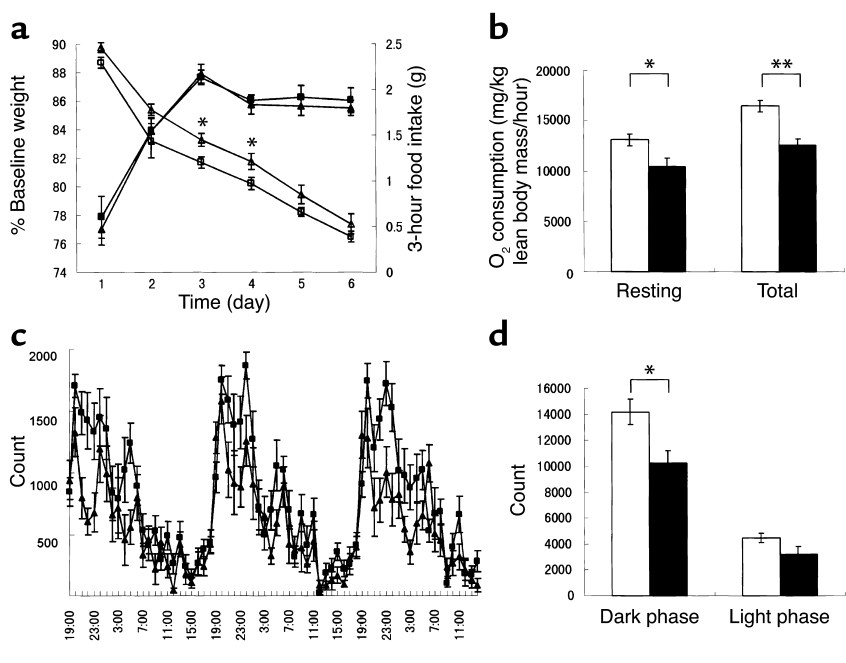 a
% Baseline weight
90
88
86
84
82
80
78
76
74
2.5
2
1.5
1
0.5
0
3-hour food intake (g)
*
*
1 2 3 4 5 6
Time (day)
b
O2 consumption (mg/kg
lean body mass/hour)
20000
15000
10000
5000
0
*
**
Resting Total
c
Count
2000
1500
1000
500
19:00 23:00 3:00 7:00 11:00 15:00 19:00 23:00 3:00 7:00 11:00 15:00 19:00 23:00 3:00 7:00 11:00
d
Count
16000
14000
12000
10000
8000
6000
4000
2000
0
*
Dark phase Light phase